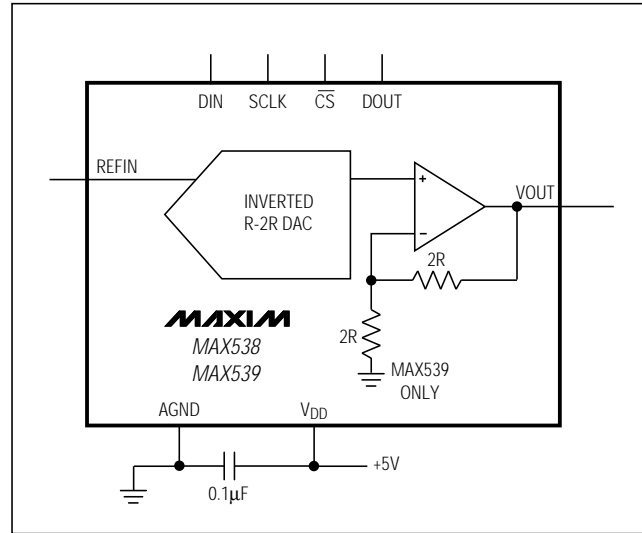 DIN SCLK CS DOUT
REFIN
INVERTED
R-2R DAC
+
−
VOUT
2R
2R
MAX539
ONLY
MAXIM
MAX538
MAX539
AGND
VDD
+5V
0.1µF